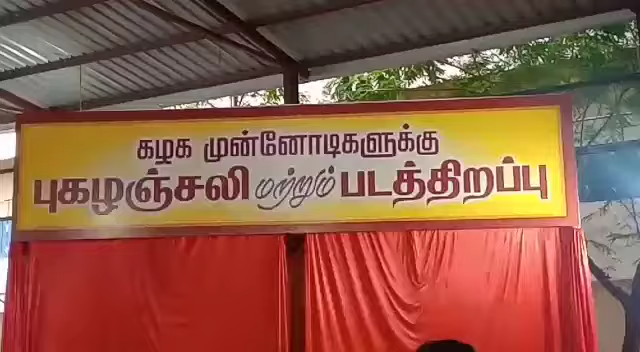 கழக முன்னோடிகளுக்கு
புகழஞ்சலி மற்றும் படத்திறப்பு